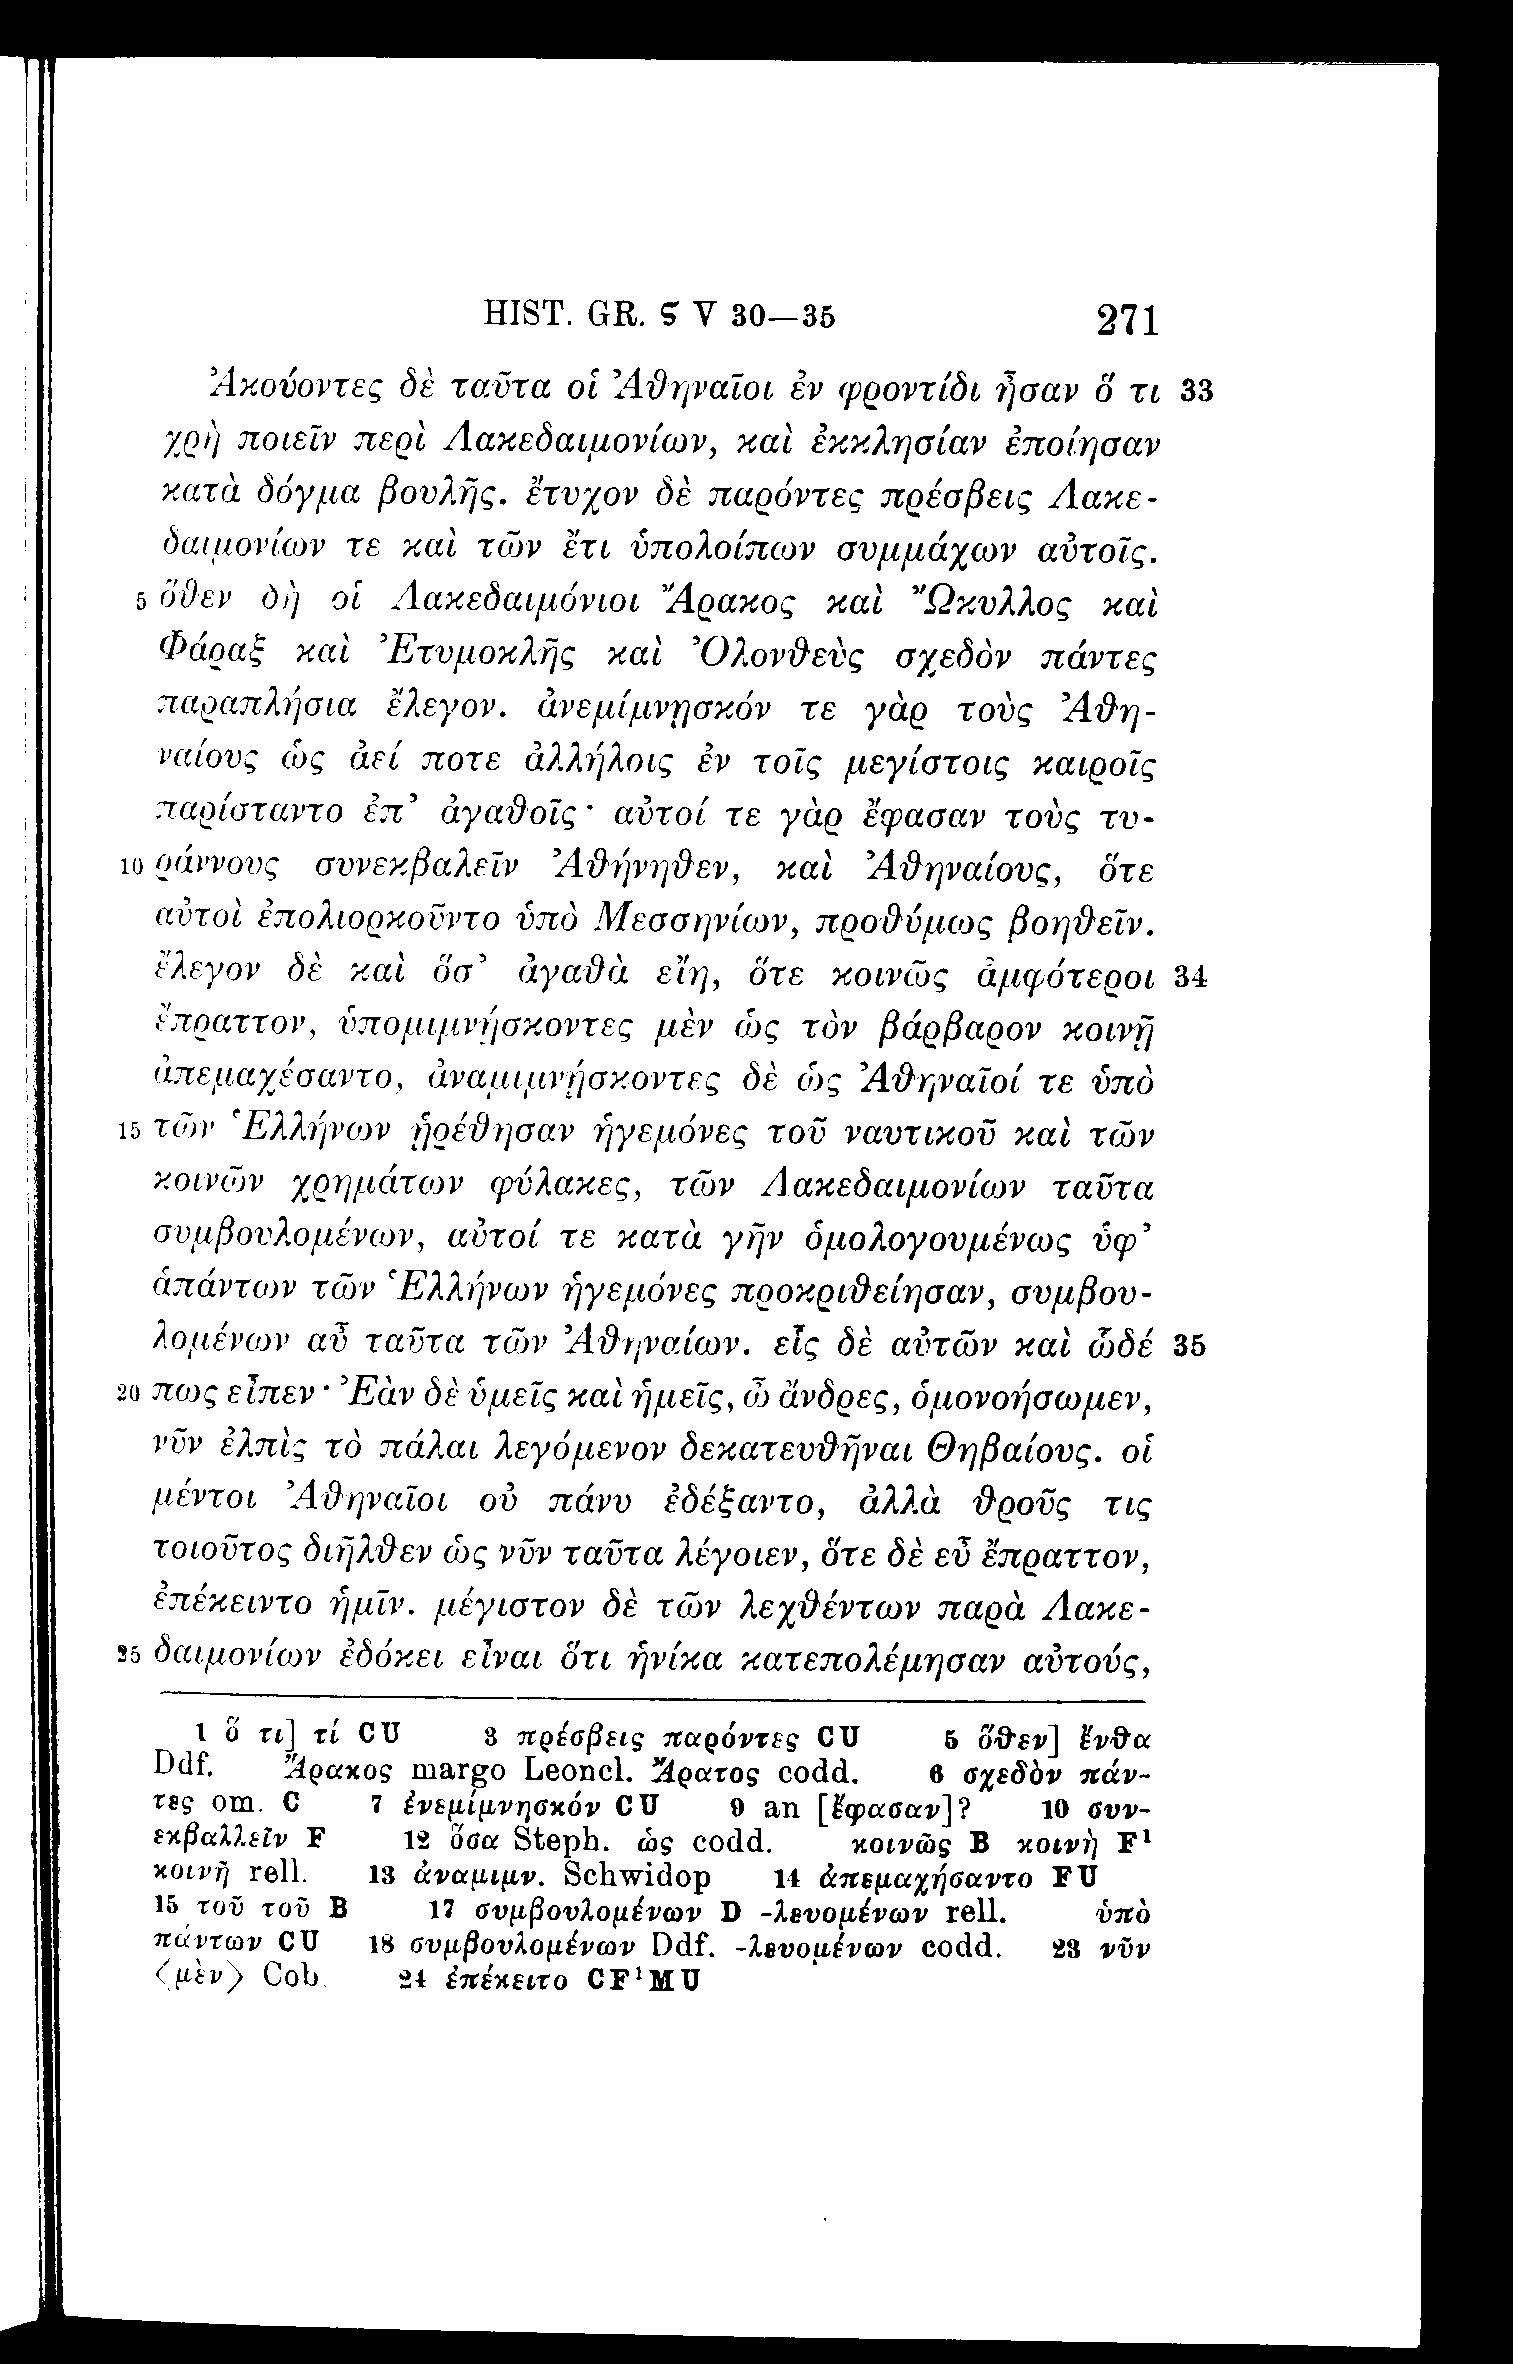 HIST. GR. Ϛ V 30—35 271
Ἀκούοντες δὲ ταῦτα οἱ Ἀθηναῖοι ἐν φροντίδι ἦσαν ὅ τι 33
χρὴ ποιεῖν περὶ Λακεδαιμονίων, καὶ ἐκκλησίαν ἐποίησαν
κατὰ δόγμα βουλῆς. ἔτυχον δὲ παρόντες πρέσβεις Λακε-
δαιμονίων τε καὶ τῶν ἔτι ὑπολοίπων συμμάχων αὐτοῖς.
5 ὅθεν δὴ οἱ Λακεδαιμόνιοι Ἄρακος καὶ Ὤκυλλος καὶ
Φάραξ καὶ Ἐτυμοκλῆς καὶ Ὀλονθεὺς σχεδὸν πάντες
παραπλήσια ἔλεγον. ἀνεμίμνῃσκόν τε γὰρ τοὺς Ἀθη-
ναίους ὡς ἀεί ποτε ἀλλήλοις ἐν τοῖς μεγίστοις καιροῖς
παρίσταντο ἐπ’ ἀγαθοῖς· αὐτοί τε γὰρ ἔφασαν τοὺς τυ-
10 ράννους συνεκβαλεῖν Ἀθήνηθεν, καὶ Ἀθηναίους, ὅτε
αὐτοὶ ἐπολιορκοῦντο ὑπὸ Μεσσηνίων, προθύμως βοηθεῖν.
ἔλεγον δὲ καὶ ὅσ’ ἀγαθὰ εἴη, ὅτε κοινῶς ἀμφότεροι 34
ἔπραττον, ὑπομιμνῄσκοντες μὲν ὡς τὸν βάρβαρον κοινῇ
ἀπεμαχέσαντο, ἀναμιμνῄσκοντες δὲ ὡς Ἀθηναῖοί τε ὑπὸ
15 τῶν Ἑλλήνων ᾑρέθησαν ἡγεμόνες τοῦ ναυτικοῦ καὶ τῶν
κοινῶν χρημάτων φύλακες, τῶν Λακεδαιμονίων ταῦτα
συμβουλομένων, αὐτοί τε κατὰ γῆν ὁμολογουμένως ὑφ’
ἁπάντων τῶν Ἑλλήνων ἡγεμόνες προκριθείησαν, συμβου-
λομένων αὖ ταῦτα τῶν Ἀθηναίων. εἷς δὲ αὐτῶν καὶ ὧδέ 35
20 πως εἶπεν· Ἐὰν δὲ ὑμεῖς καὶ ἡμεῖς, ὦ ἄνδρες, ὁμονοήσωμεν,
νῦν ἐλπὶς τὸ πάλαι λεγόμενον δεκατευθῆναι Θηβαίους. οἱ
μέντοι Ἀθηναῖοι οὐ πάνυ ἐδέξαντο, ἀλλὰ θροῦς τις
τοιοῦτος διῆλθεν ὡς νῦν ταῦτα λέγοιεν, ὅτε δὲ εὖ ἔπραττον,
ἐπέκειντο ἡμῖν. μέγιστον δὲ τῶν λεχθέντων παρὰ Λακε-
25 δαιμονίων ἐδόκει εἶναι ὅτι ἡνίκα κατεπολέμησαν αὐτούς,
1 ὅ τι] τί CU 3 πρέσβεις παρόντες CU 5 ὅθεν] ἔνθα
Ddf. Ἄρακος margo Leoncl. Ἄρατος codd. 6 σχεδὸν πάν-
τες om. C 7 ἐνεμίμνησκόν CU 9 an [ἔφασαν]? 10 συν-
εκβαλλεῖν F 12 ὅσα Steph. ὡς codd. κοινῶς B κοινὴ F¹
κοινῇ rell. 13 ἀναμιμν. Schwidop 14 ἀπεμαχήσαντο FU
15 τοῦ τοῦ B 17 συμβουλομένων D -λευομένων rell. ὑπὸ
πάντων CU 18 συμβουλομένων Ddf. -λευομένων codd. 23 νῦν
⟨μὲν⟩ Cob. 24 ἐπέκειτο CF¹MU